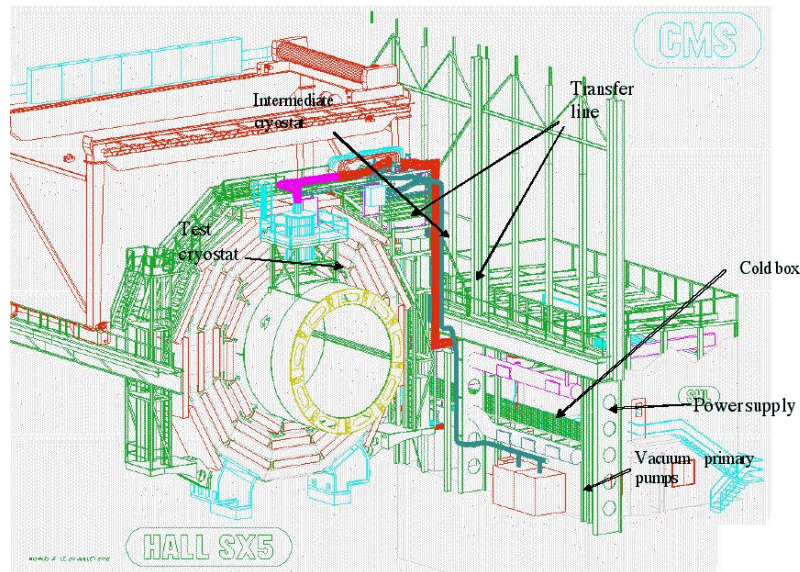 CMS
Transfer
line
Intermediate
cryostat
Test
cryostat
Cold box
Power supply
Vacuum primary
pumps
HALL SX5